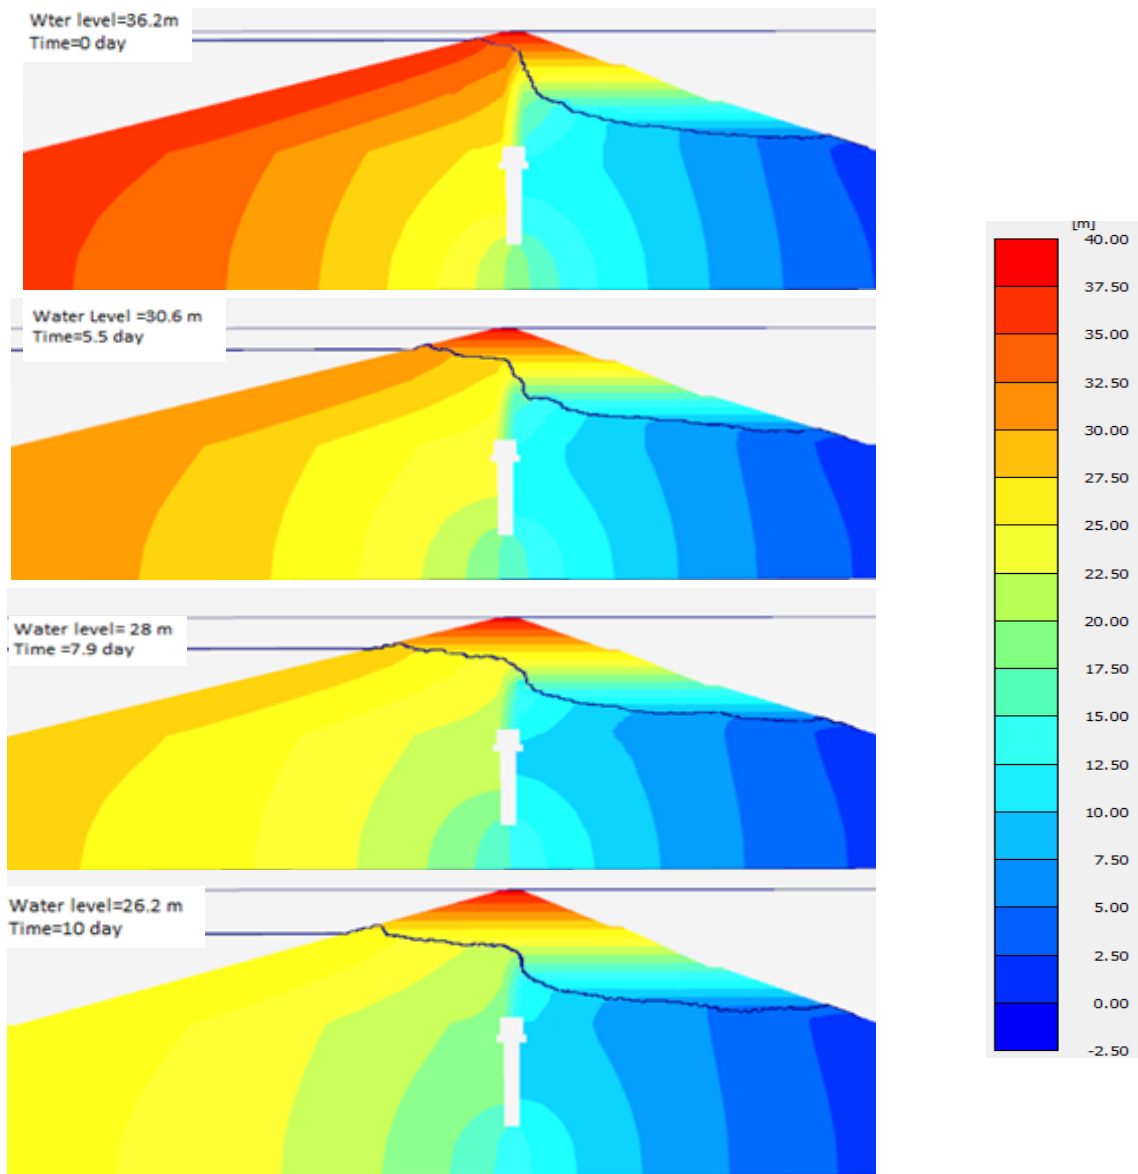 Wter level=36.2m
Time=0 day
Water Level =30.6 m
Time=5.5 day
Water level= 28 m
Time =7.9 day
Water level=26.2 m
Time=10 day
[m]
40.00
37.50
35.00
32.50
30.00
27.50
25.00
22.50
20.00
17.50
15.00
12.50
10.00
7.50
5.00
2.50
0.00
-2.50